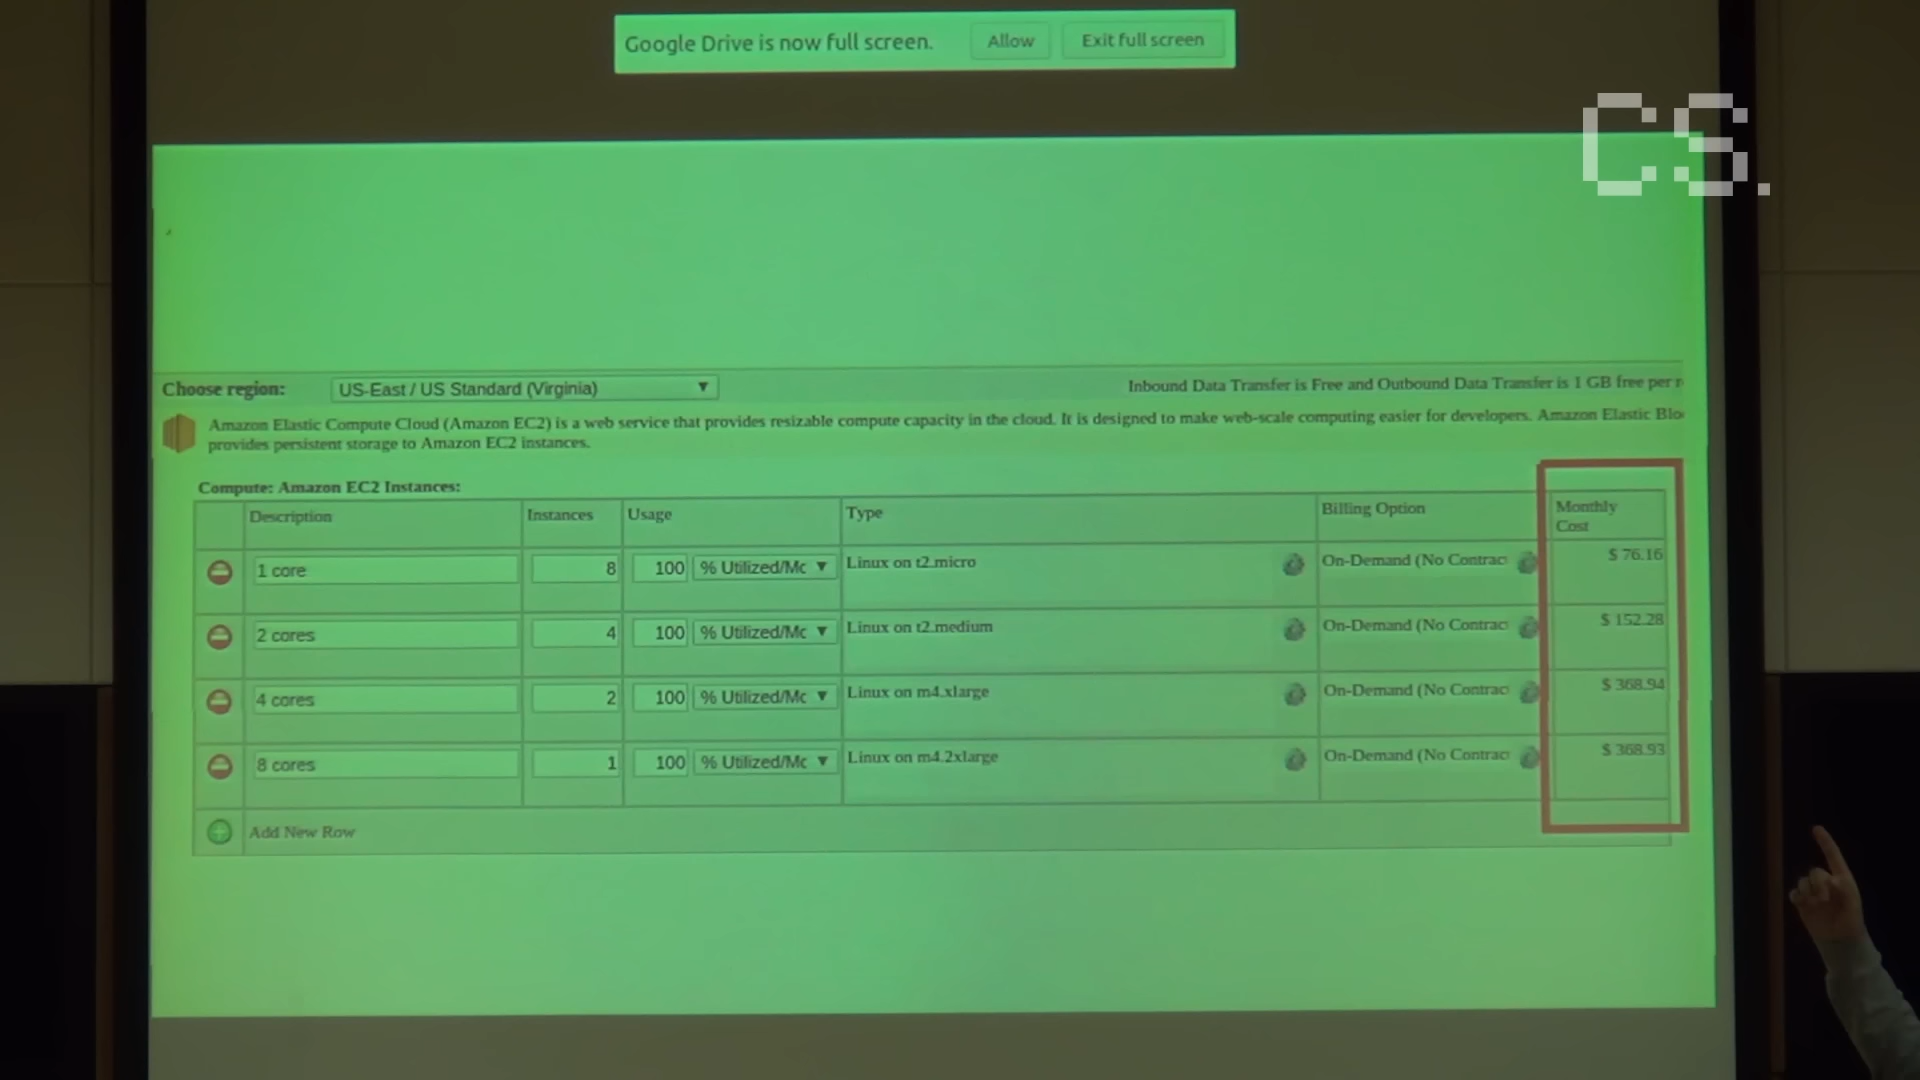 Google Drive is now full screen. Allow Exit full screen
CS.
Choose region: US-East / US Standard (Virginia) Inbound Data Transfer is Free and Outbound Data Transfer is 1 GB free per r
Amazon Elastic Compute Cloud (Amazon EC2) is a web service that provides resizable compute capacity in the cloud. It is designed to make web-scale computing easier for developers. Amazon Elastic Blo
provides persistent storage to Amazon EC2 instances.
Compute: Amazon EC2 Instances:
Description Instances Usage Type Billing Option Monthly
Cost
1 core 8 100 % Utilized/Mc Linux on t2.micro On-Demand (No Contrac $ 76.16
2 cores 4 100 % Utilized/Mc Linux on t2.medium On-Demand (No Contrac $ 152.28
4 cores 2 100 % Utilized/Mc Linux on m4.xlarge On-Demand (No Contrac $ 368.94
8 cores 1 100 % Utilized/Mc Linux on m4.2xlarge On-Demand (No Contrac $ 368.93
Add New Row